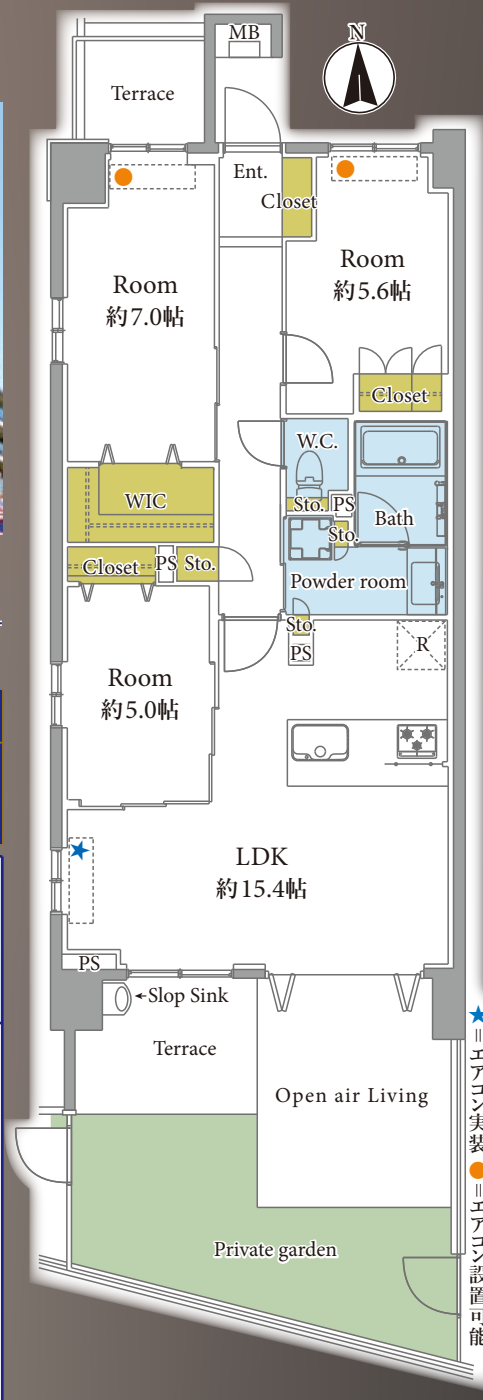 MB
N
Terrace
Ent.
Closet
Room
約7.0帖
Room
約5.6帖
Closet
W.C.
WIC
Sto.
PS
Sto.
Bath
Closet
PS
Sto.
Powder room
Sto.
PS
R
Room
約5.0帖
LDK
約15.4帖
PS
←Slop Sink
Terrace
Open air Living
Private garden
★=エアコン実装 ●=エアコン設置可能